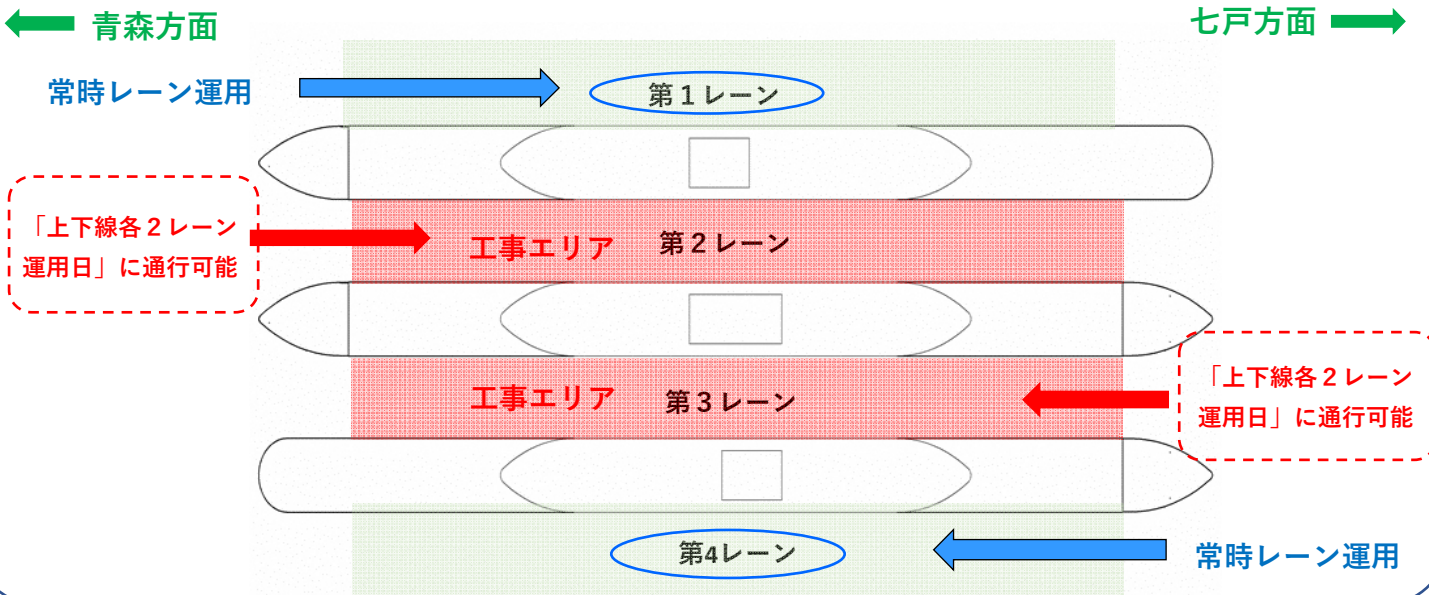 青森方面
七戸方面
常時レーン運用
第１レーン
「上下線各２レーン
運用日」に通行可能
工事エリア
第２レーン
工事エリア
第３レーン
「上下線各２レーン
運用日」に通行可能
第4レーン
常時レーン運用